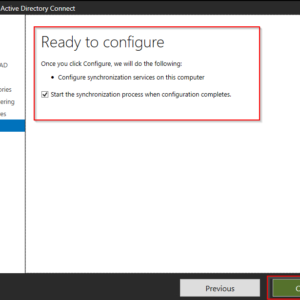 Active Directory Connect
Ready to configure
AD
Once you click Configure, we will do the following:
Configure synchronization services on this computer
ories
Start the synchronization process when configuration completes.
ering
es
Previous